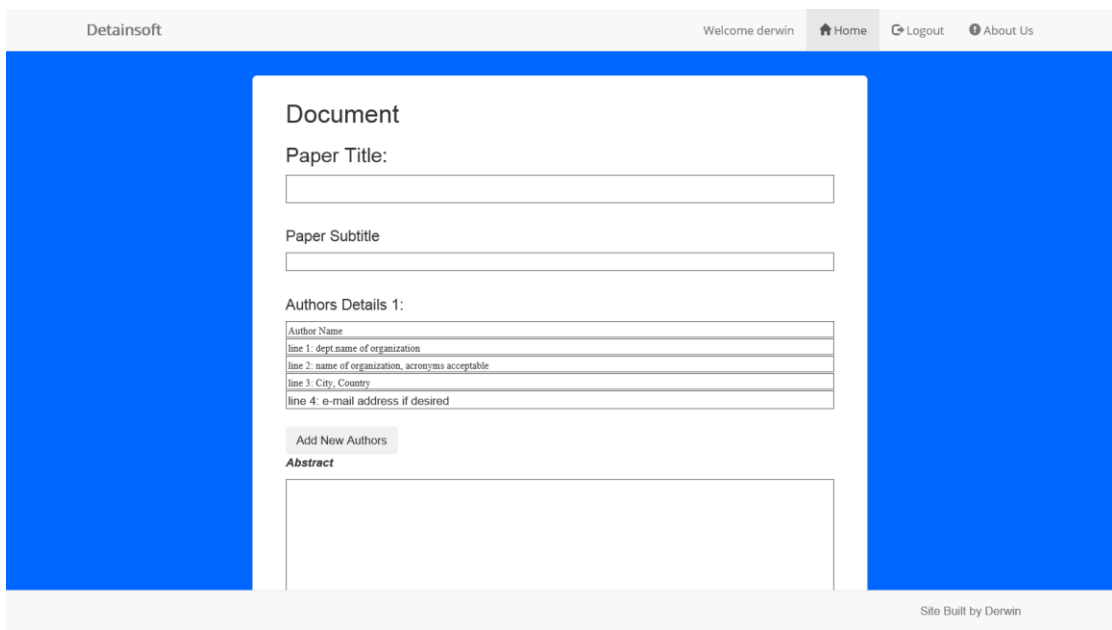 Detainsoft Welcome derwin Home Logout About Us
Document
Paper Title:
Paper Subtitle
Authors Details 1:
Author Name
line 1: dept.name of organization
line 2: name of organization, acronyms acceptable
line 3: City, Country
line 4: e-mail address if desired
Add New Authors
Abstract
Site Built by Derwin